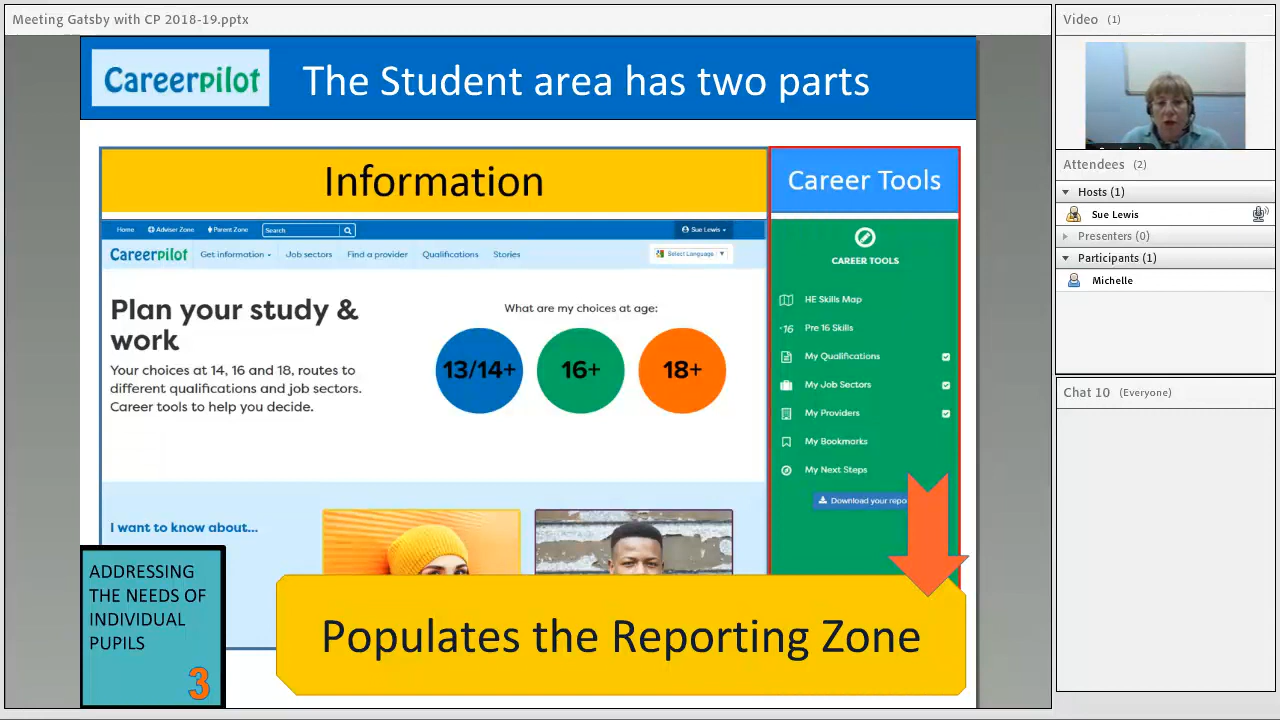 Meeting Gatsby with CP 2018-19.pptx
Careerpilot
The Student area has two parts
Information
Career Tools
Home
Adviser Zone
Parent Zone
Search
Sue Lewis
Careerpilot
Get information
Job sectors
Find a provider
Qualifications
Stories
Select Language
Plan your study &
work
Your choices at 14, 16 and 18, routes to
different qualifications and job sectors.
Career tools to help you decide.
What are my choices at age:
13/14+
16+
18+
I want to know about...
CAREER TOOLS
HE Skills Map
-16 Pre 16 Skills
My Qualifications
My Job Sectors
My Providers
My Bookmarks
My Next Steps
Download your repo
ADDRESSING
THE NEEDS OF
INDIVIDUAL
PUPILS
3
Populates the Reporting Zone
Video (1)
Attendees (2)
Hosts (1)
Sue Lewis
Presenters (0)
Participants (1)
Michelle
Chat 10 (Everyone)